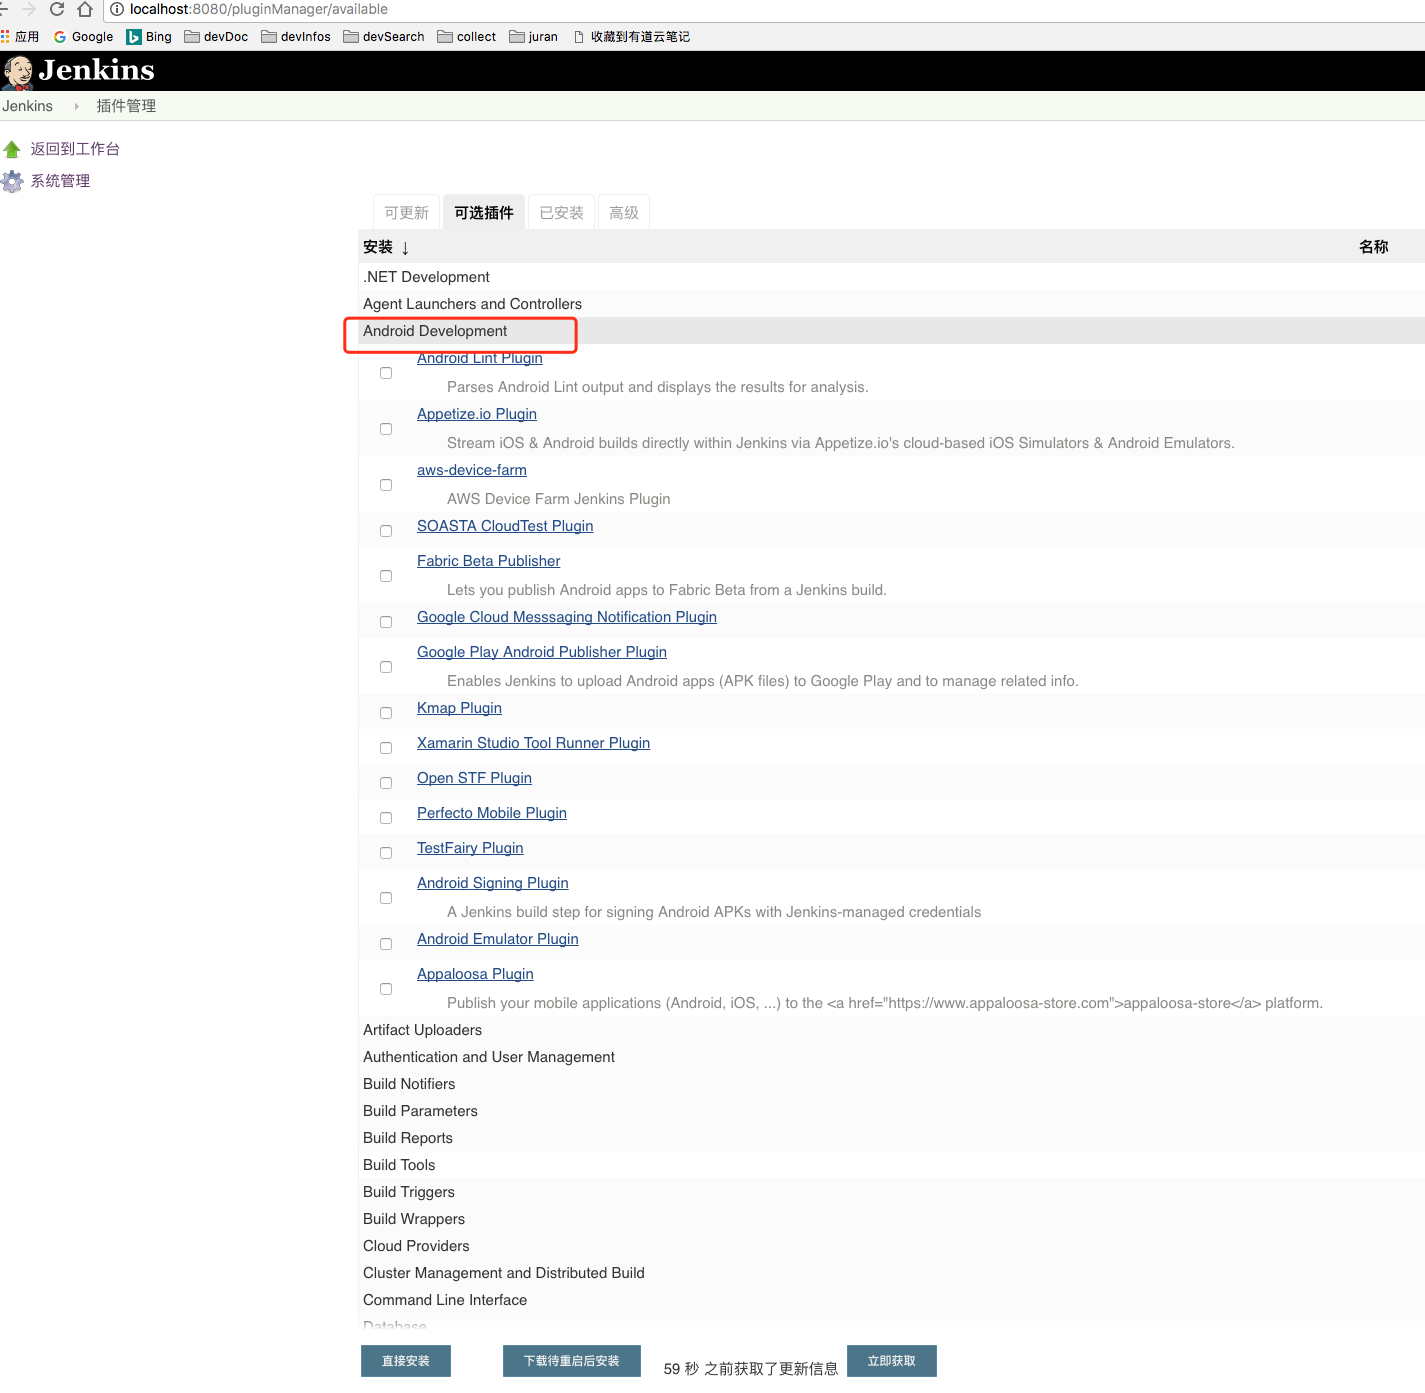 localhost:8080/pluginManager/available
应用 Google Bing devDoc devInfos devSearch collect juran 收藏到有道云笔记
Jenkins
Jenkins 插件管理
返回到工作台
系统管理
可更新 可选插件 已安装 高级
安装 ↓ 名称
.NET Development
Agent Launchers and Controllers
Android Development
Android Lint Plugin
Parses Android Lint output and displays the results for analysis.
Appetize.io Plugin
Stream iOS & Android builds directly within Jenkins via Appetize.io's cloud-based iOS Simulators & Android Emulators.
aws-device-farm
AWS Device Farm Jenkins Plugin
SOASTA CloudTest Plugin
Fabric Beta Publisher
Lets you publish Android apps to Fabric Beta from a Jenkins build.
Google Cloud Messsaging Notification Plugin
Google Play Android Publisher Plugin
Enables Jenkins to upload Android apps (APK files) to Google Play and to manage related info.
Kmap Plugin
Xamarin Studio Tool Runner Plugin
Open STF Plugin
Perfecto Mobile Plugin
TestFairy Plugin
Android Signing Plugin
A Jenkins build step for signing Android APKs with Jenkins-managed credentials
Android Emulator Plugin
Appaloosa Plugin
Publish your mobile applications (Android, iOS, ...) to the <a href="https://www.appaloosa-store.com">appaloosa-store</a> platform.
Artifact Uploaders
Authentication and User Management
Build Notifiers
Build Parameters
Build Reports
Build Tools
Build Triggers
Build Wrappers
Cloud Providers
Cluster Management and Distributed Build
Command Line Interface
Database
直接安装 下载待重启后安装 59 秒 之前获取了更新信息 立即获取